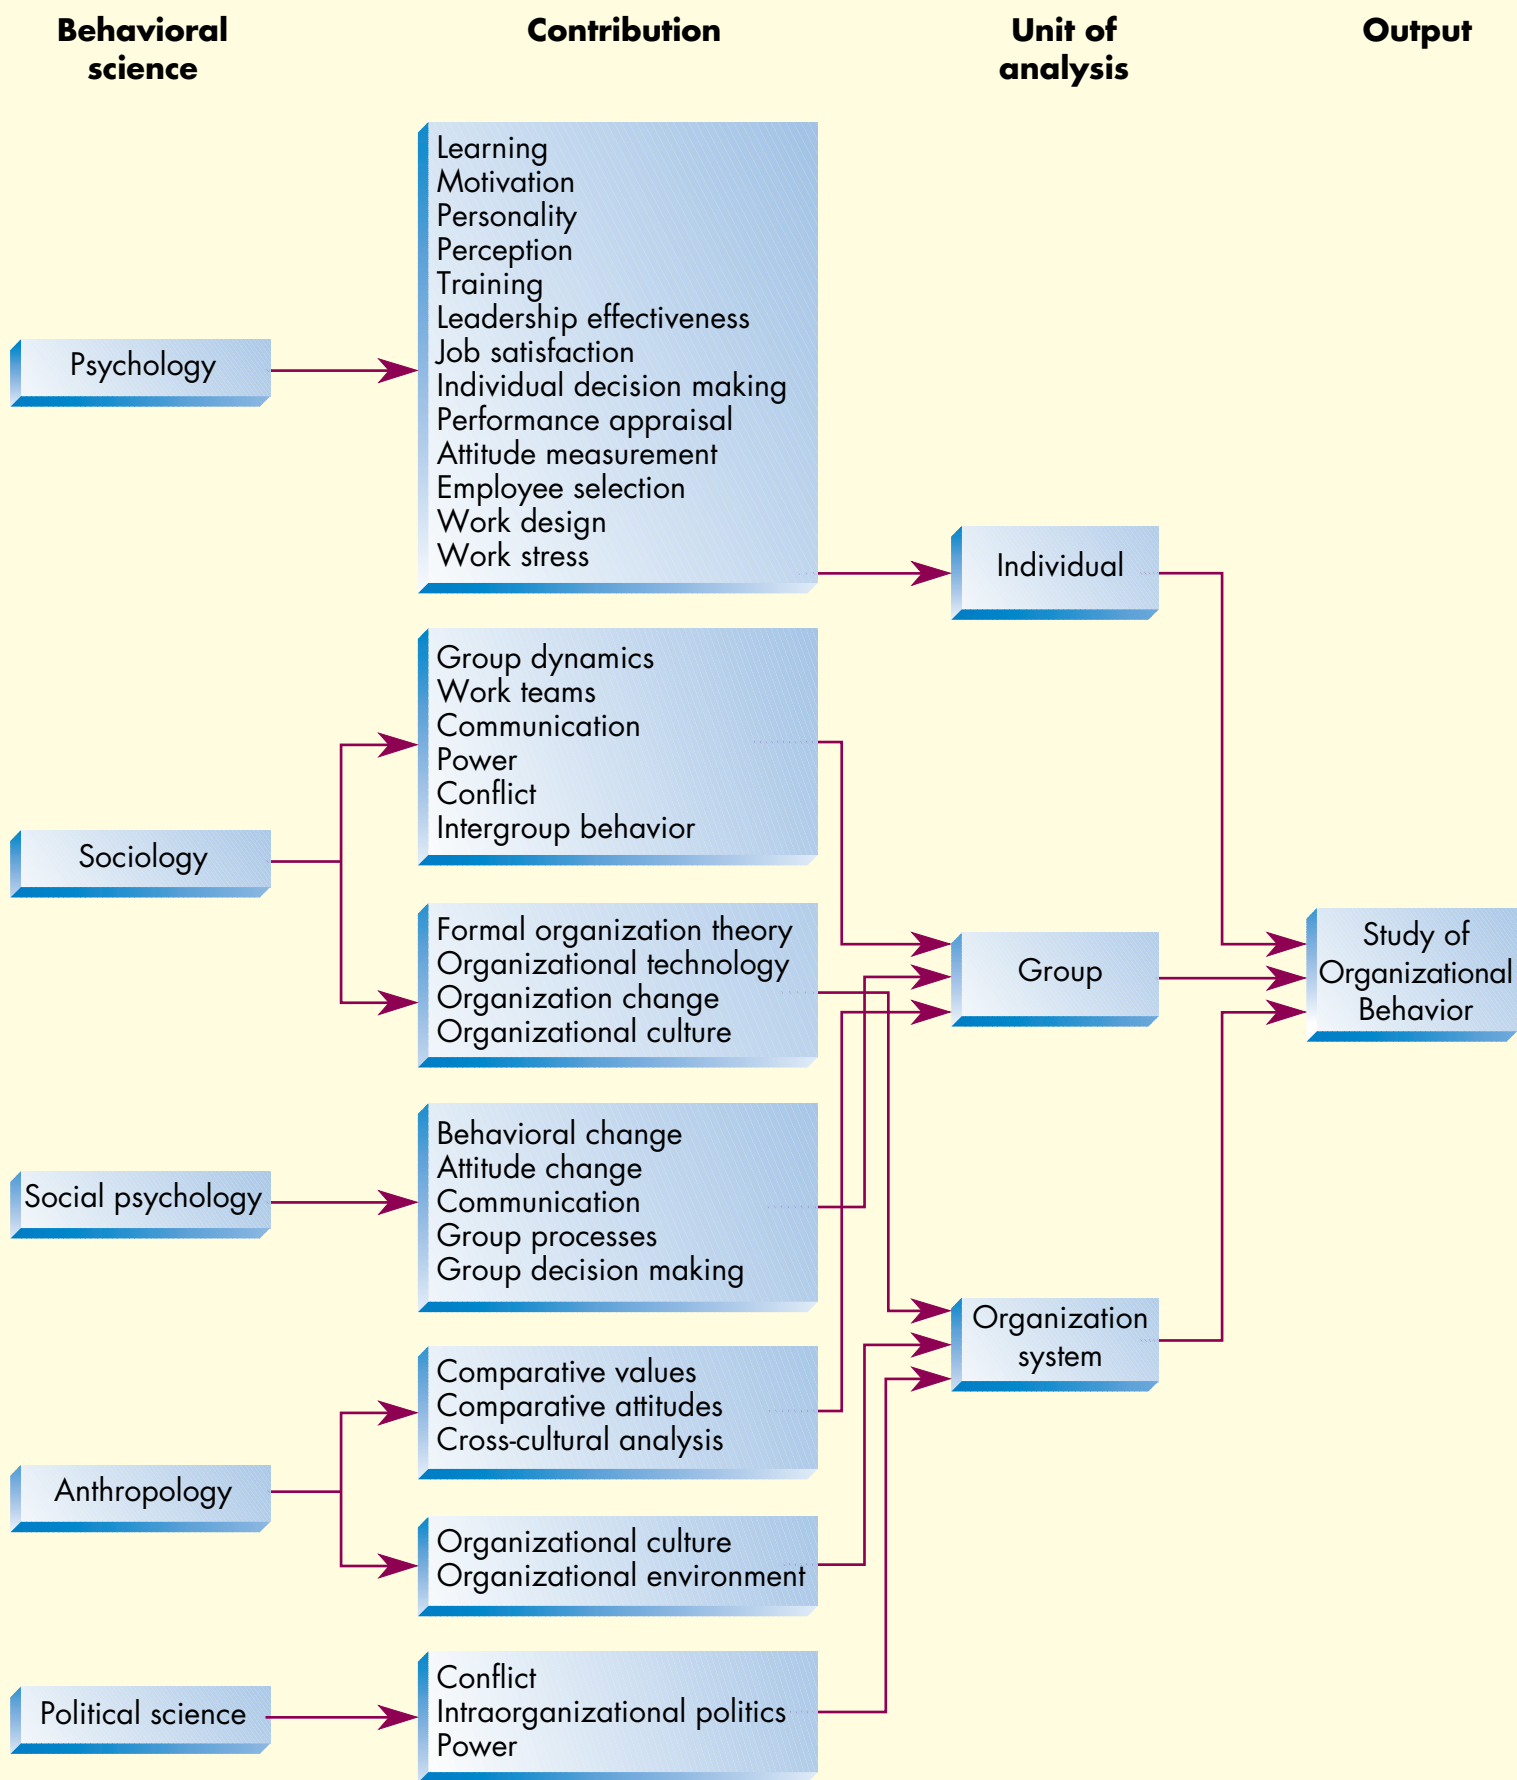 Behavioral
science
Contribution
Unit of
analysis
Output
Psychology
Learning
Motivation
Personality
Perception
Training
Leadership effectiveness
Job satisfaction
Individual decision making
Performance appraisal
Attitude measurement
Employee selection
Work design
Work stress
Individual
Sociology
Group dynamics
Work teams
Communication
Power
Conflict
Intergroup behavior
Formal organization theory
Organizational technology
Organization change
Organizational culture
Group
Study of
Organizational
Behavior
Social psychology
Behavioral change
Attitude change
Communication
Group processes
Group decision making
Organization
system
Anthropology
Comparative values
Comparative attitudes
Cross-cultural analysis
Organizational culture
Organizational environment
Political science
Conflict
Intraorganizational politics
Power